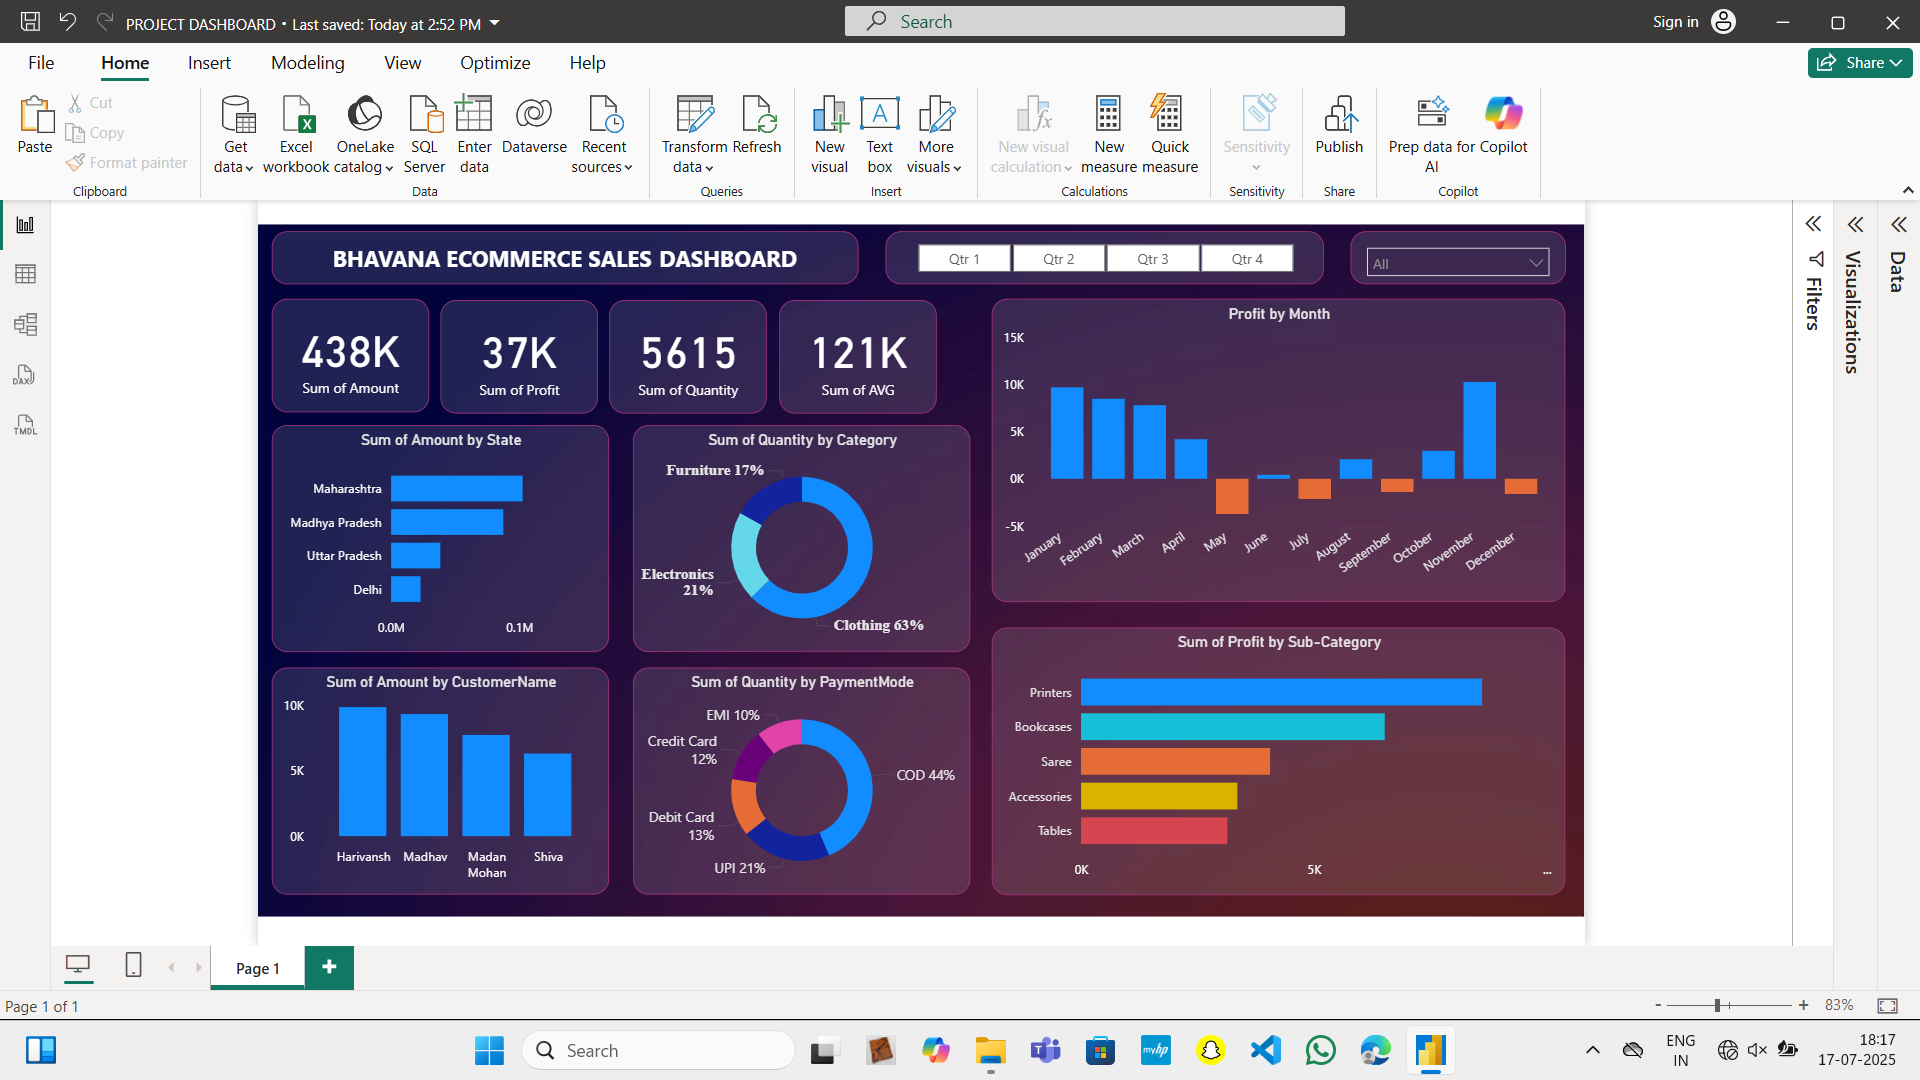 PROJECT DASHBOARD • Last saved: Today at 2:52 PM
Search
Sign in
File
Home
Insert
Modeling
View
Optimize
Help
Share
Paste
Cut
Copy
Format painter
Clipboard
Get data
Excel workbook
OneLake catalog
SQL Server
Enter data
Dataverse
Recent sources
Data
Transform data
Refresh
Queries
New visual
Text box
More visuals
Insert
New visual calculation
New measure
Quick measure
Calculations
Sensitivity
Sensitivity
Publish
Share
Prep data for AI
Copilot
Copilot
DAX
TMDL
BHAVANA ECOMMERCE SALES DASHBOARD
Qtr 1
Qtr 2
Qtr 3
Qtr 4
All
438K
Sum of Amount
37K
Sum of Profit
5615
Sum of Quantity
121K
Sum of AVG
Profit by Month
15K
10K
5K
0K
-5K
January
February
March
April
May
June
July
August
September
October
November
December
Sum of Amount by State
Maharashtra
Madhya Pradesh
Uttar Pradesh
Delhi
0.0M
0.1M
Sum of Quantity by Category
Furniture 17%
Electronics
21%
Clothing 63%
Sum of Amount by CustomerName
10K
5K
0K
Harivansh
Madhav
Madan
Mohan
Shiva
Sum of Quantity by PaymentMode
EMI 10%
Credit Card
12%
COD 44%
Debit Card
13%
UPI 21%
Sum of Profit by Sub-Category
Printers
Bookcases
Saree
Accessories
Tables
0K
5K
...
Filters
Visualizations
Data
Page 1
Page 1 of 1
- + 83%
Search
myhp
ENG
IN
18:17
17-07-2025